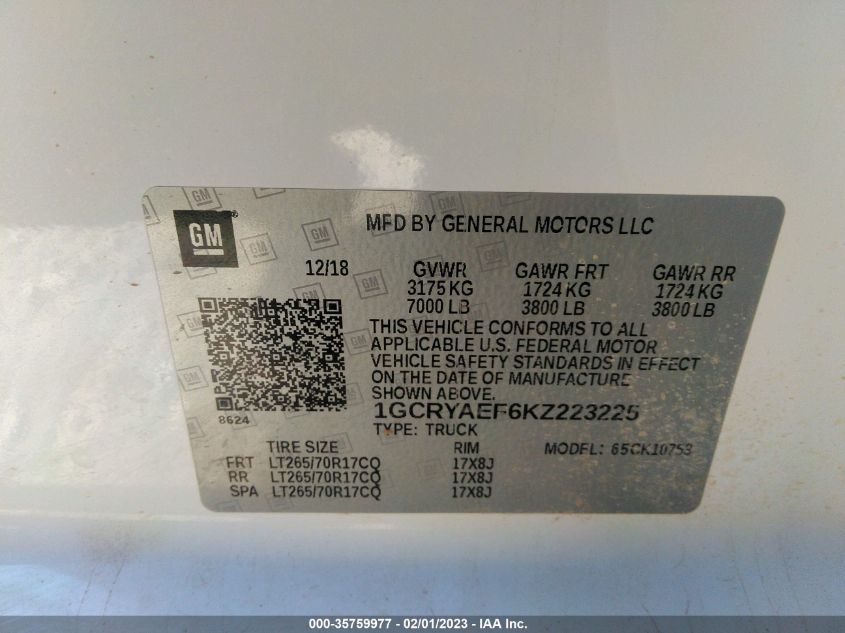 GM
MFD BY GENERAL MOTORS LLC
12/18 GVWR GAWR FRT GAWR RR
3175 KG 1724 KG 1724 KG
7000 LB 3800 LB 3800 LB
THIS VEHICLE CONFORMS TO ALL
APPLICABLE U.S. FEDERAL MOTOR
VEHICLE SAFETY STANDARDS IN EFFECT
ON THE DATE OF MANUFACTURE
SHOWN ABOVE.
1GCRYAEF6KZ223225
8624
TYPE: TRUCK
TIRE SIZE RIM MODEL: 65CK10753
FRT LT265/70R17CQ 17X8J
RR LT265/70R17CQ 17X8J
SPA LT265/70R17CQ 17X8J
000-35759977 - 02/01/2023 - IAA Inc.